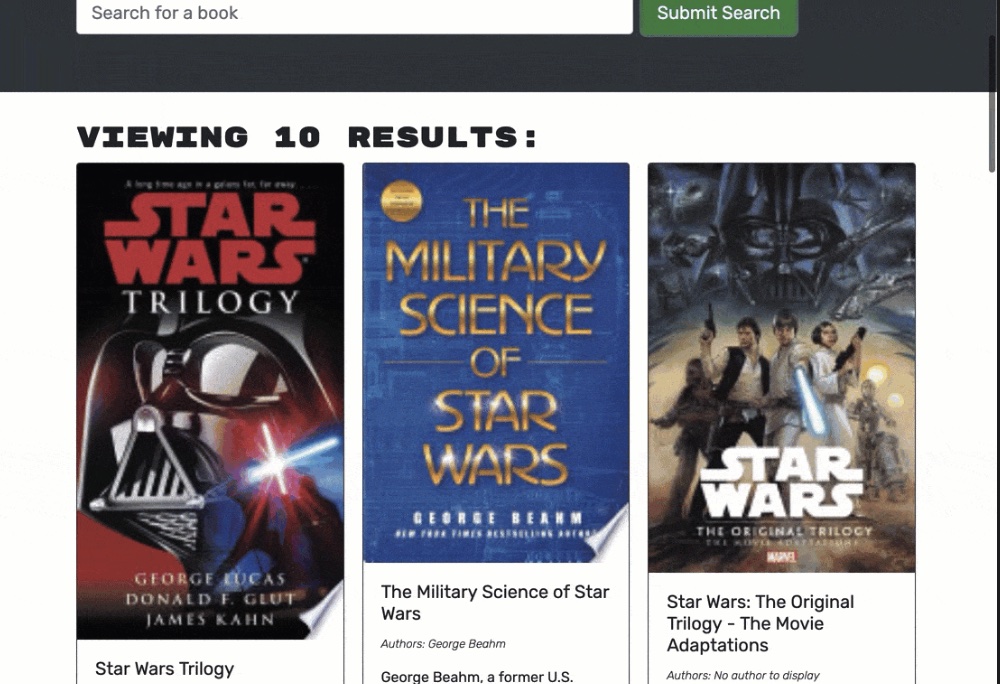 Search for a book
Submit Search
VIEWING 10 RESULTS:
A long time ago in a galaxy far, far away. . . .
STAR
WARS
TRILOGY
GEORGE LUCAS
DONALD F. GLUT
JAMES KAHN
Star Wars Trilogy
THE
MILITARY
SCIENCE
OF
STAR
WARS
GEORGE BEAHM
NEW YORK TIMES BESTSELLING
The Military Science of Star
Wars
Authors: George Beahm
George Beahm, a former U.S.
STAR
WARS
THE ORIGINAL TRILOGY
THE MOVIE ADAPTATIONS
MARVEL
Star Wars: The Original
Trilogy - The Movie
Adaptations
Authors: No author to display